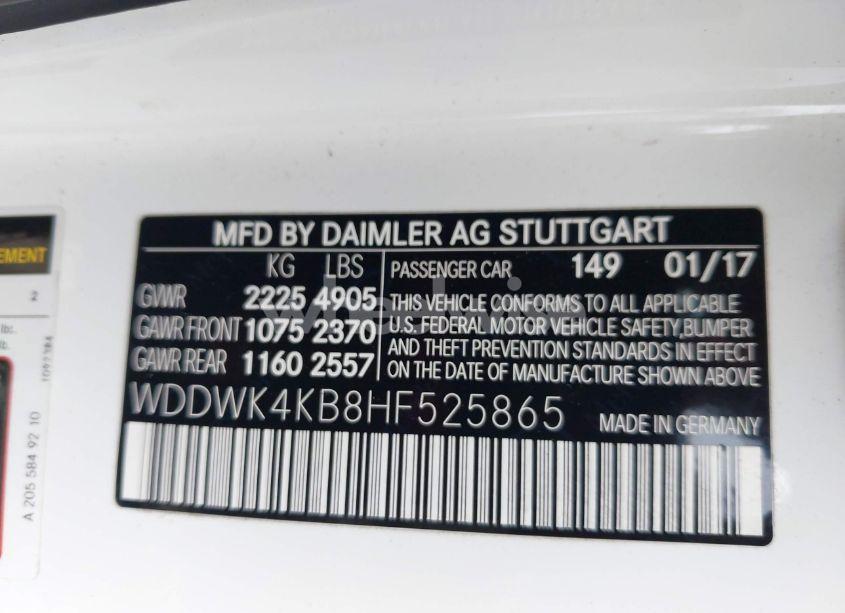 MFD BY DAIMLER AG STUTTGART
KG LBS
GVWR 2225 4905
GAWR FRONT 1075 2370
GAWR REAR 1160 2557
PASSENGER CAR 149 01/17
THIS VEHICLE CONFORMS TO ALL APPLICABLE
U.S. FEDERAL MOTOR VEHICLE SAFETY, BUMPER
AND THEFT PREVENTION STANDARDS IN EFFECT
ON THE DATE OF MANUFACTURE SHOWN ABOVE
WDDWK4KB8HF525865 MADE IN GERMANY
EMENT
2
lbs.
lb.
A 205 584 92 10